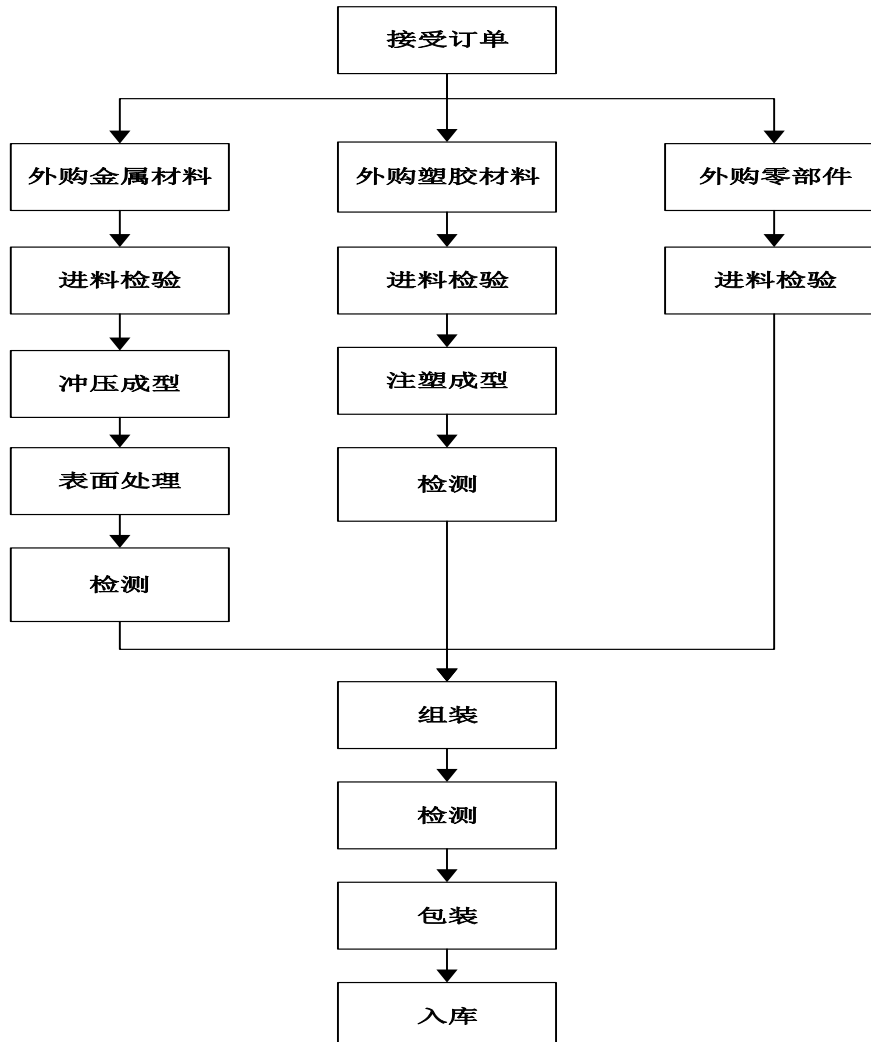 接受订单
外购金属材料
外购塑胶材料
外购零部件
进料检验
进料检验
进料检验
冲压成型
注塑成型
表面处理
检测
检测
组装
检测
包装
入库